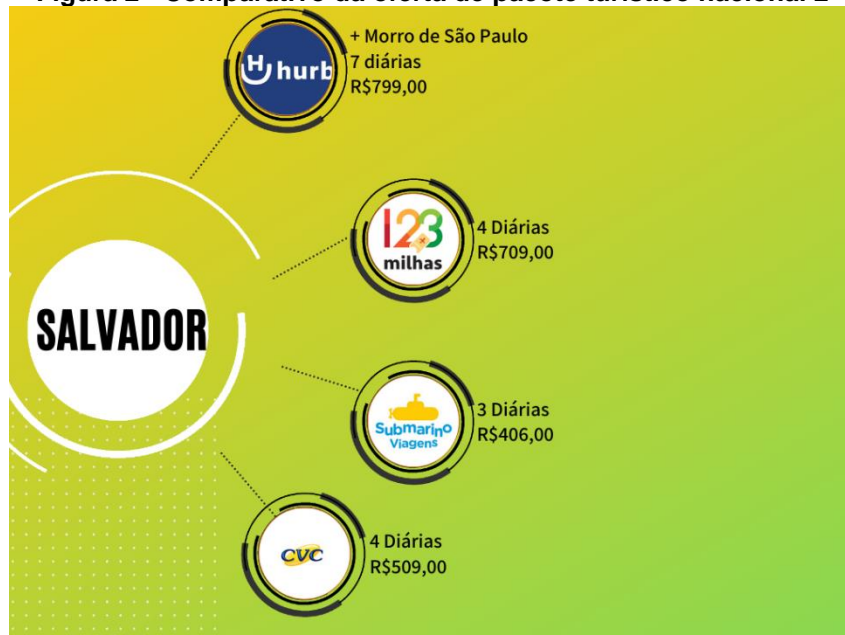 Figura 2 - Comparativo da oferta de pacote turístico nacional 2
hurb
+ Morro de São Paulo
7 diárias
R$799,00
123
milhas
4 Diárias
R$709,00
SALVADOR
Submarino
Viagens
3 Diárias
R$406,00
CVC
4 Diárias
R$509,00